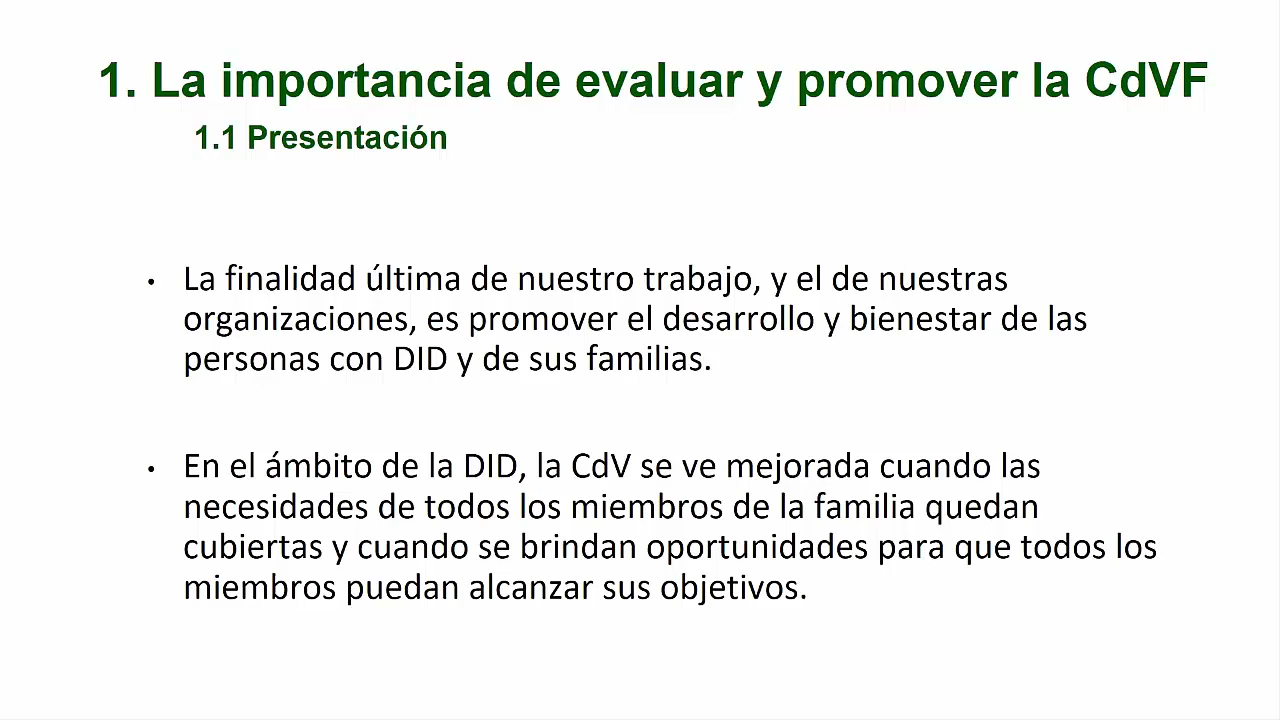 1. La importancia de evaluar y promover la CdVF
1.1 Presentación
• La finalidad última de nuestro trabajo, y el de nuestras
organizaciones, es promover el desarrollo y bienestar de las
personas con DID y de sus familias.
• En el ámbito de la DID, la CdV se ve mejorada cuando las
necesidades de todos los miembros de la familia quedan
cubiertas y cuando se brindan oportunidades para que todos los
miembros puedan alcanzar sus objetivos.